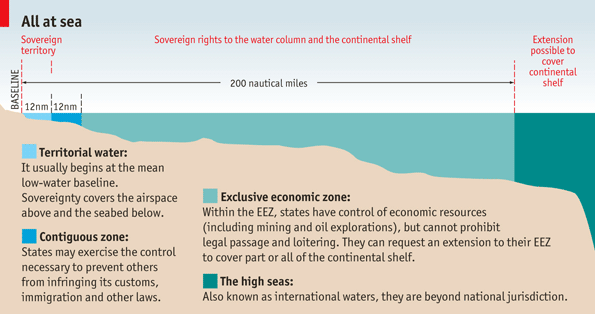 All at sea
Sovereign
territory
Sovereign rights to the water column and the continental shelf
Extension
possible to
cover
continental
shelf
BASELINE
200 nautical miles
12nm 12nm
Territorial water:
It usually begins at the mean
low-water baseline.
Sovereignty covers the airspace
above and the seabed below.
Contiguous zone:
States may exercise the control
necessary to prevent others
from infringing its customs,
immigration and other laws.
Exclusive economic zone:
Within the EEZ, states have control of economic resources
(including mining and oil explorations), but cannot prohibit
legal passage and loitering. They can request an extension to their EEZ
to cover part or all of the continental shelf.
The high seas:
Also known as international waters, they are beyond national jurisdiction.